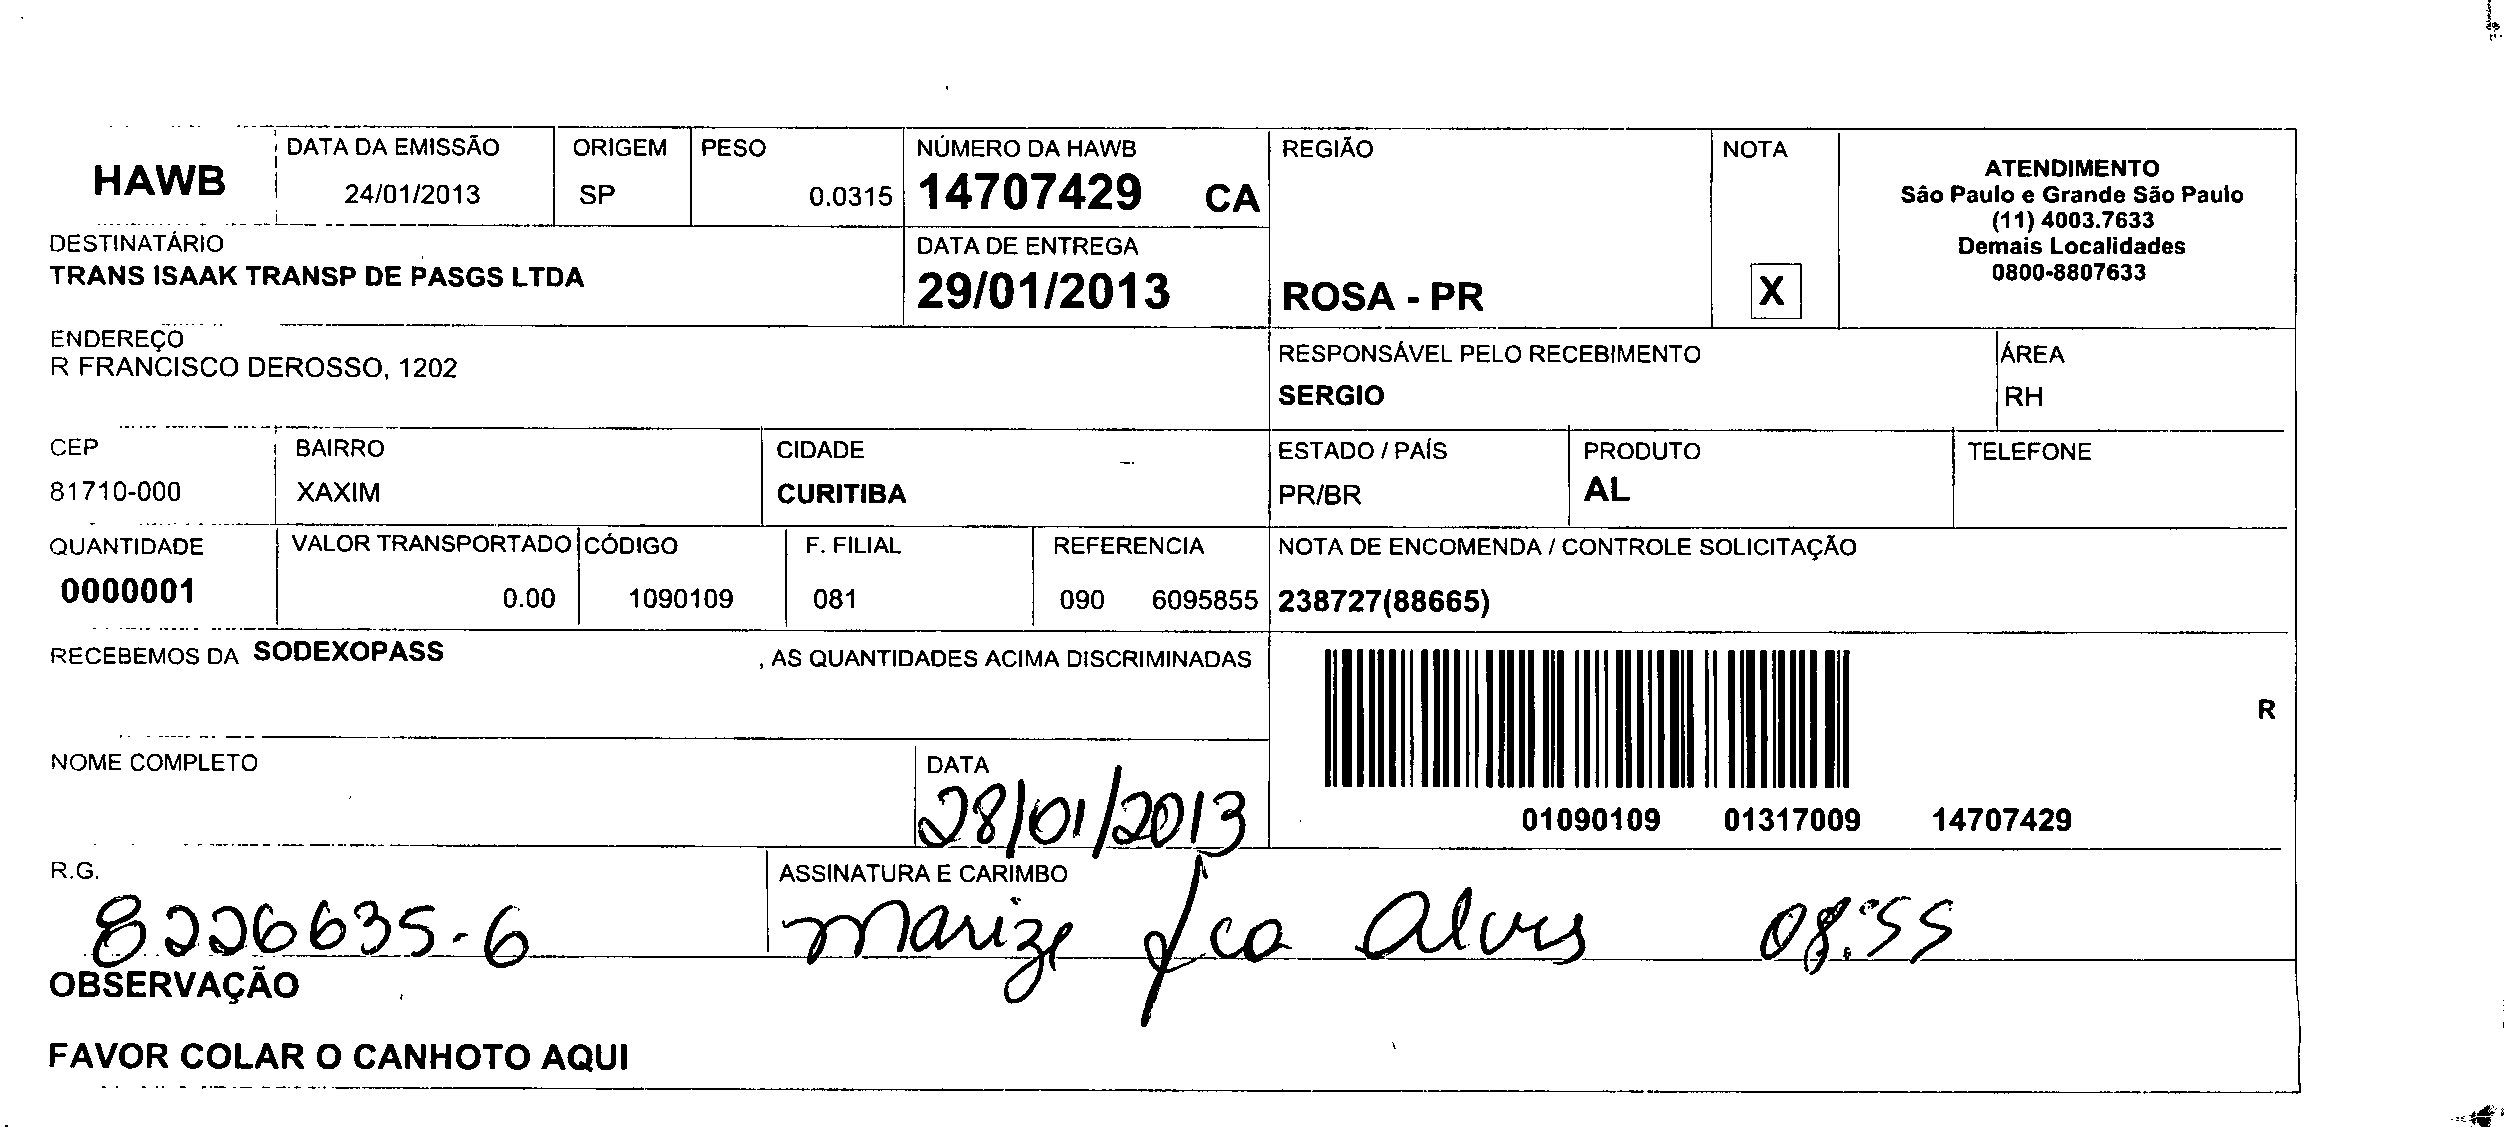 HAWB
DATA DA EMISSÃO
24/01/2013
ORIGEM
SP
PESO
0.0315
NÚMERO DA HAWB
14707429 CA
REGIÃO
ROSA - PR
NOTA
X
ATENDIMENTO
São Paulo e Grande São Paulo
(11) 4003.7633
Demais Localidades
0800-8807633
DESTINATÁRIO
TRANS ISAAK TRANSP DE PASGS LTDA
DATA DE ENTREGA
29/01/2013
ENDEREÇO
R FRANCISCO DEROSSO, 1202
RESPONSÁVEL PELO RECEBIMENTO
SERGIO
ÁREA
RH
CEP
81710-000
BAIRRO
XAXIM
CIDADE
CURITIBA
ESTADO / PAÍS
PR/BR
PRODUTO
AL
TELEFONE
QUANTIDADE
0000001
VALOR TRANSPORTADO
0.00
CÓDIGO
1090109
F. FILIAL
081
REFERENCIA
090 6095855
NOTA DE ENCOMENDA / CONTROLE SOLICITAÇÃO
238727(88665)
RECEBEMOS DA SODEXOPASS , AS QUANTIDADES ACIMA DISCRIMINADAS
R
01090109 01317009 14707429
NOME COMPLETO
DATA
28/01/2013
R.G.
8226635-6
ASSINATURA E CARIMBO
Marize Fca Alves 08:55
OBSERVAÇÃO
FAVOR COLAR O CANHOTO AQUI